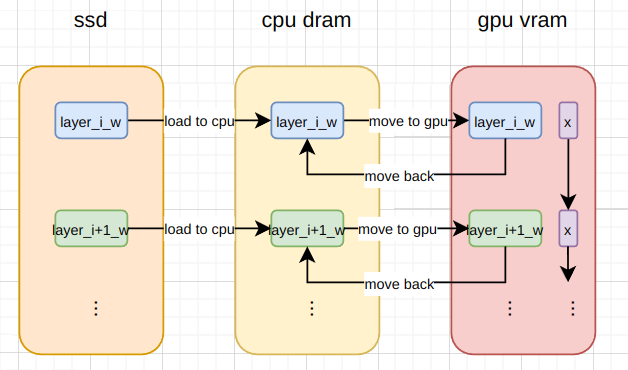 ssd
cpu dram
gpu vram
layer_i_w
load to cpu
layer_i_w
move to gpu
layer_i_w
x
move back
layer_i+1_w
load to cpu
layer_i+1_w
move to gpu
layer_i+1_w
x
move back
...
...
...
...